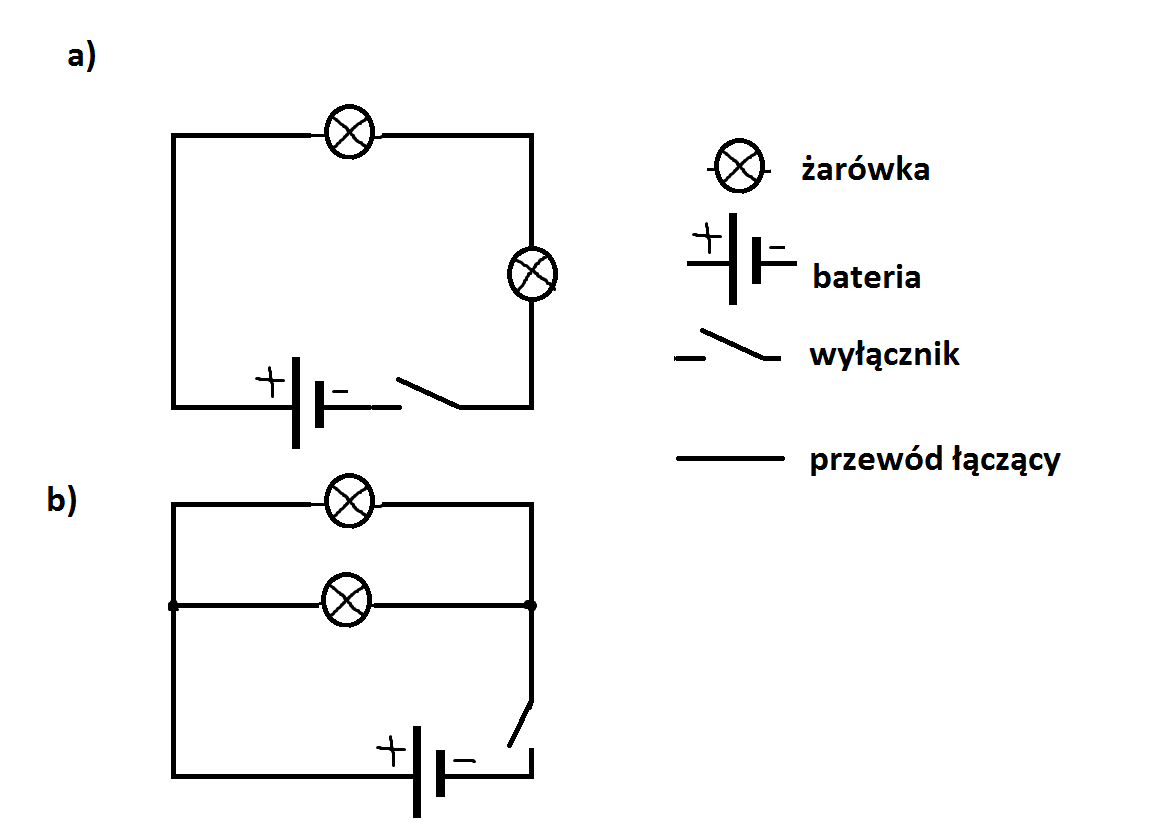 a)
żarówka
+ -
bateria
wyłącznik
+ -
przewód łączący
b)
+ -